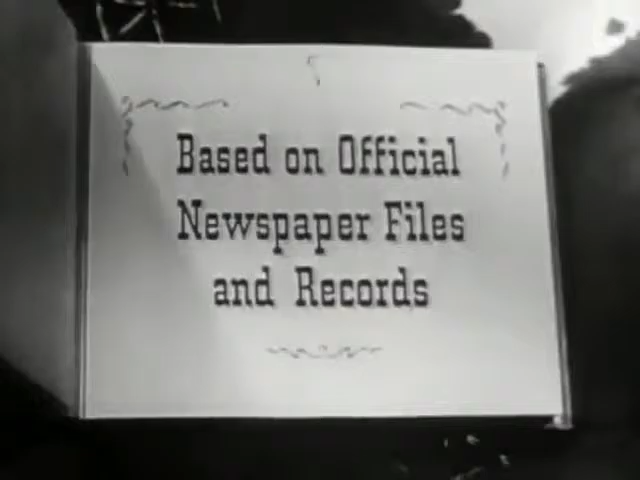 Based on Official
Newspaper Files
and Records